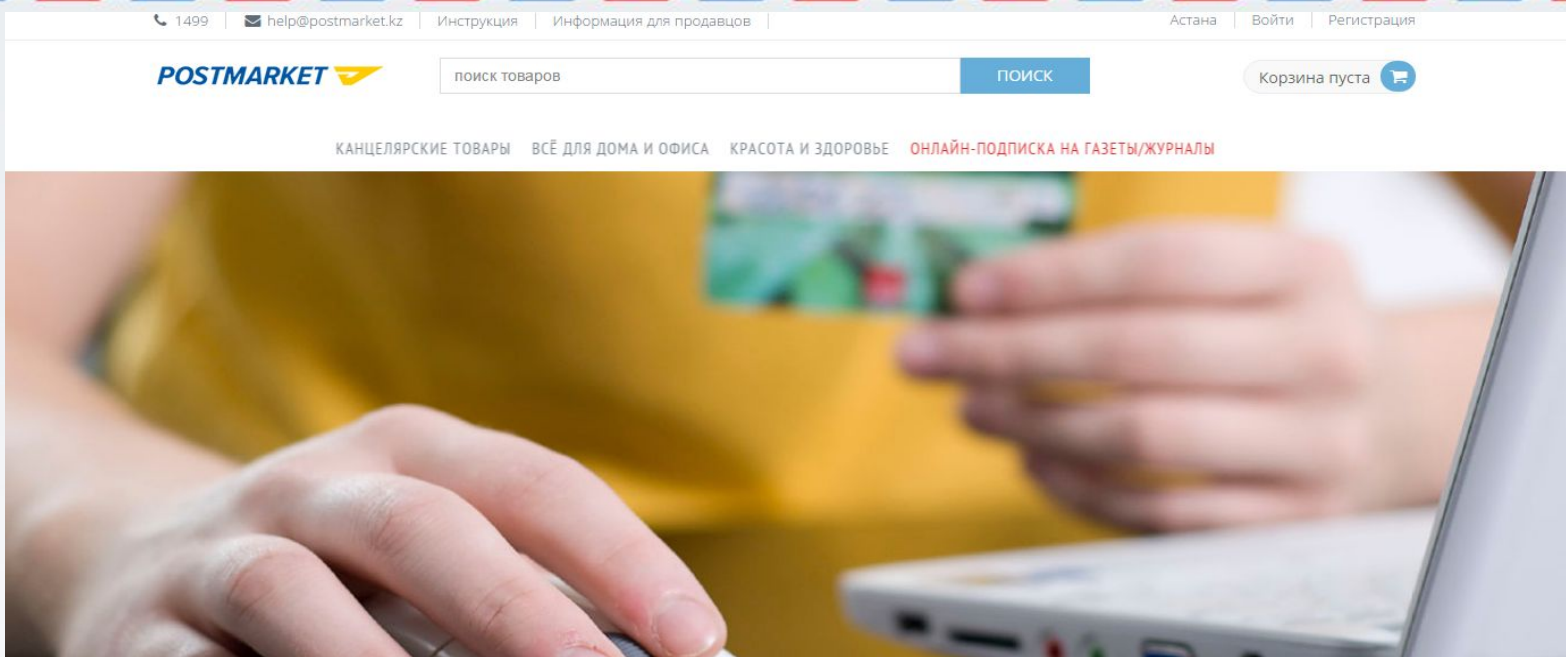 1499 help@postmarket.kz Инструкция Информация для продавцов Астана Войти Регистрация
POSTMARKET поиск товаров ПОИСК Корзина пуста
КАНЦЕЛЯРСКИЕ ТОВАРЫ ВСЁ ДЛЯ ДОМА И ОФИСА КРАСОТА И ЗДОРОВЬЕ ОНЛАЙН-ПОДПИСКА НА ГАЗЕТЫ/ЖУРНАЛЫ